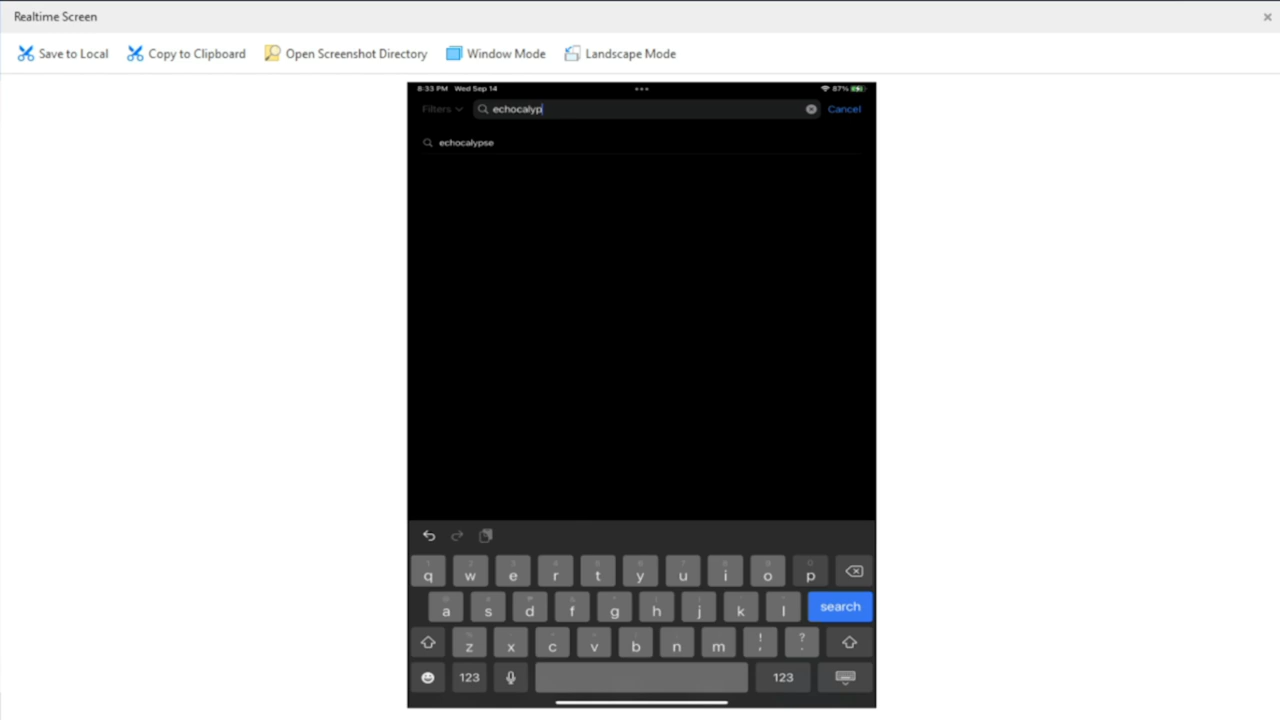 Realtime Screen
Save to Local Copy to Clipboard Open Screenshot Directory Window Mode Landscape Mode
8:33 PM Wed Sep 14 87%
Filters echocalyp Cancel
echocalypse
q w e r t y u i o p
a s d f g h j k l search
z x c v b n m ! , ? .
123 123